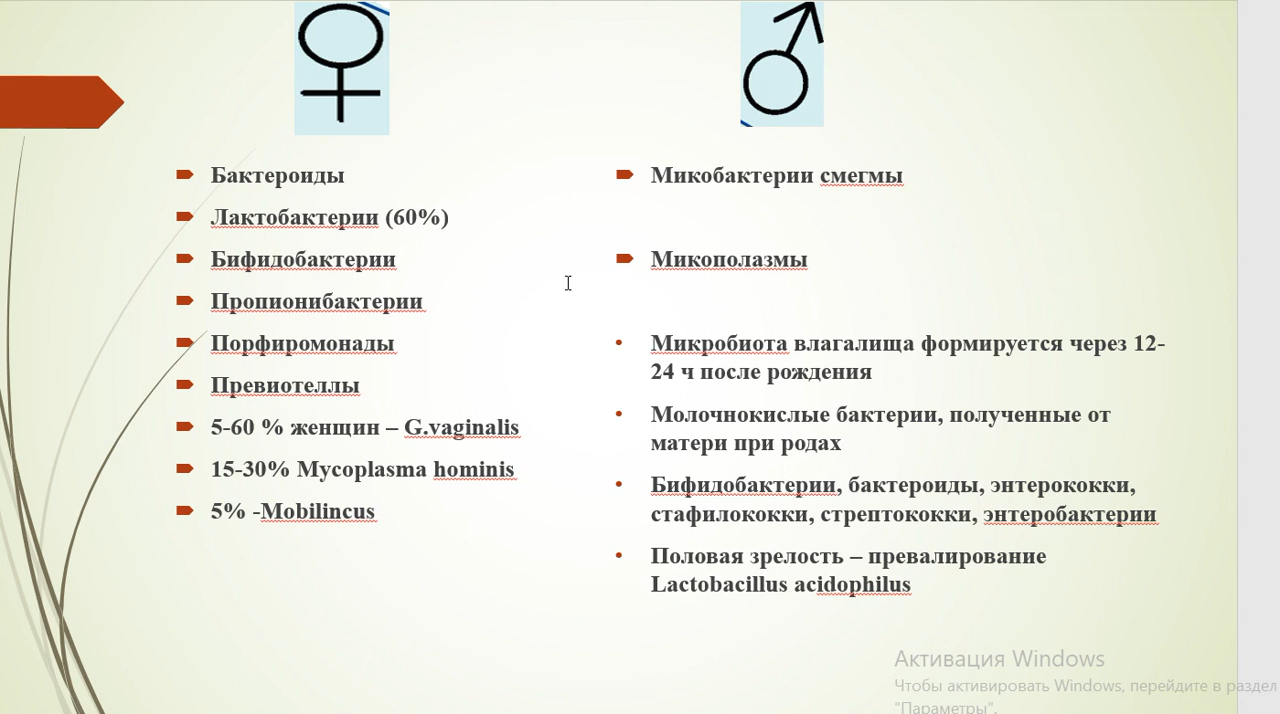 Бактероиды
Лактобактерии (60%)
Бифидобактерии
Пропионибактерии
Порфиромонады
Превиотеллы
5-60 % женщин – G.vaginalis
15-30% Mycoplasma hominis
5% -Mobilincus
Микобактерии смегмы
Микополазмы
Микробиота влагалища формируется через 12-
24 ч после рождения
Молочнокислые бактерии, полученные от
матери при родах
Бифидобактерии, бактероиды, энтерококки,
стафилококки, стрептококки, энтеробактерии
Половая зрелость – превалирование
Lactobacillus acidophilus
Активация Windows
Чтобы активировать Windows, перейдите в раздел
"Параметры".